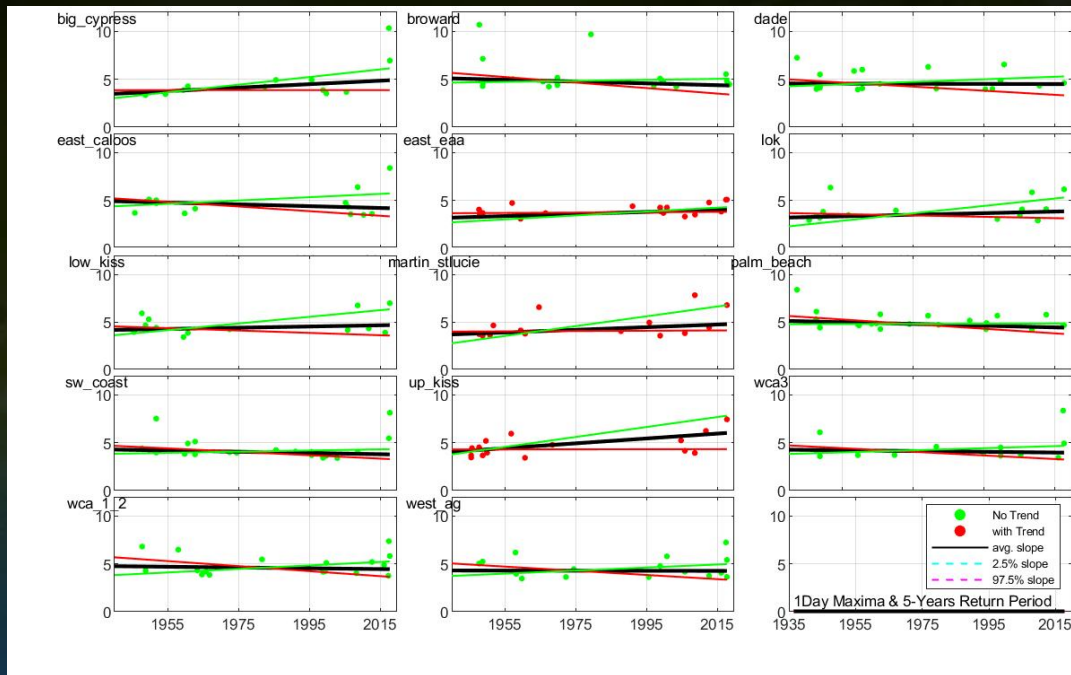 big_cypress
broward
dade
10
5
0
10
5
0
10
5
0
east_caloos
east_eaa
lok
10
5
0
10
5
0
10
5
0
low_kiss
martin_stlucie
palm_beach
10
5
0
10
5
0
10
5
0
sw_coast
up_kiss
wca3
10
5
0
10
5
0
10
5
0
wca_1_2
west_ag
10
5
0
10
5
0
10
5
0
No Trend
with Trend
avg. slope
2.5% slope
97.5% slope
1Day Maxima & 5-Years Return Period
1955 1975 1995 2015
1955 1975 1995 2015
1935 1955 1975 1995 2015